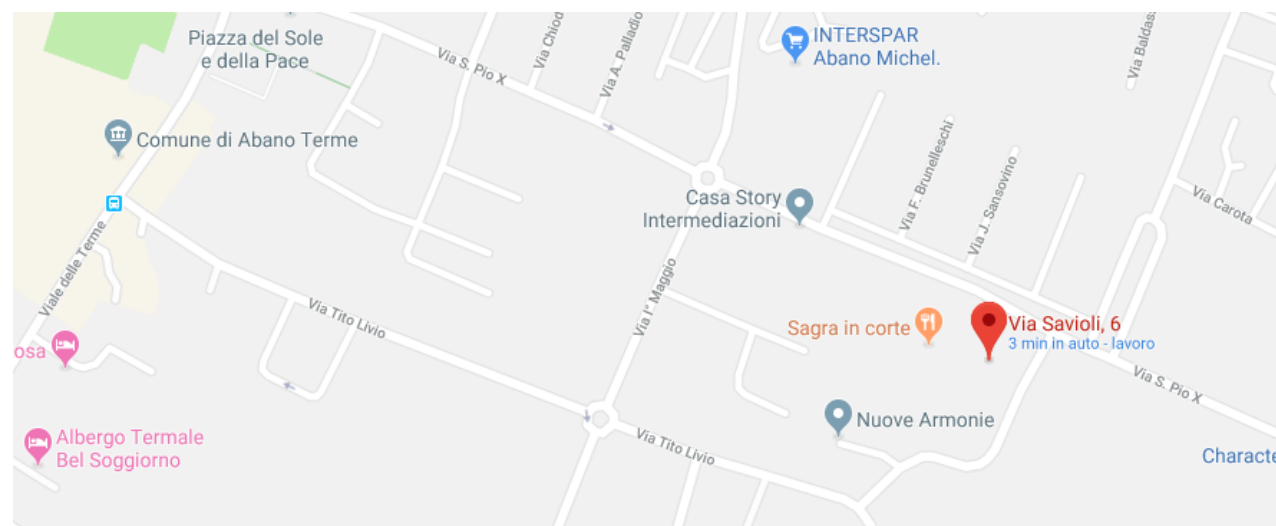 Piazza del Sole
e della Pace
Via S. Pio X
Via Chiod
Via A. Palladio
INTERSPAR
Abano Michel.
Via Baldass
Comune di Abano Terme
Casa Story
Intermediazioni
Via F. Brunelleschi
Via J. Sansovino
Via Carota
Viale delle Terme
Via Tito Livio
Via I° Maggio
Sagra in corte
Via Savioli, 6
3 min in auto - lavoro
osa
Via S. Pio X
Nuove Armonie
Albergo Termale
Bel Soggiorno
Via Tito Livio
Characte